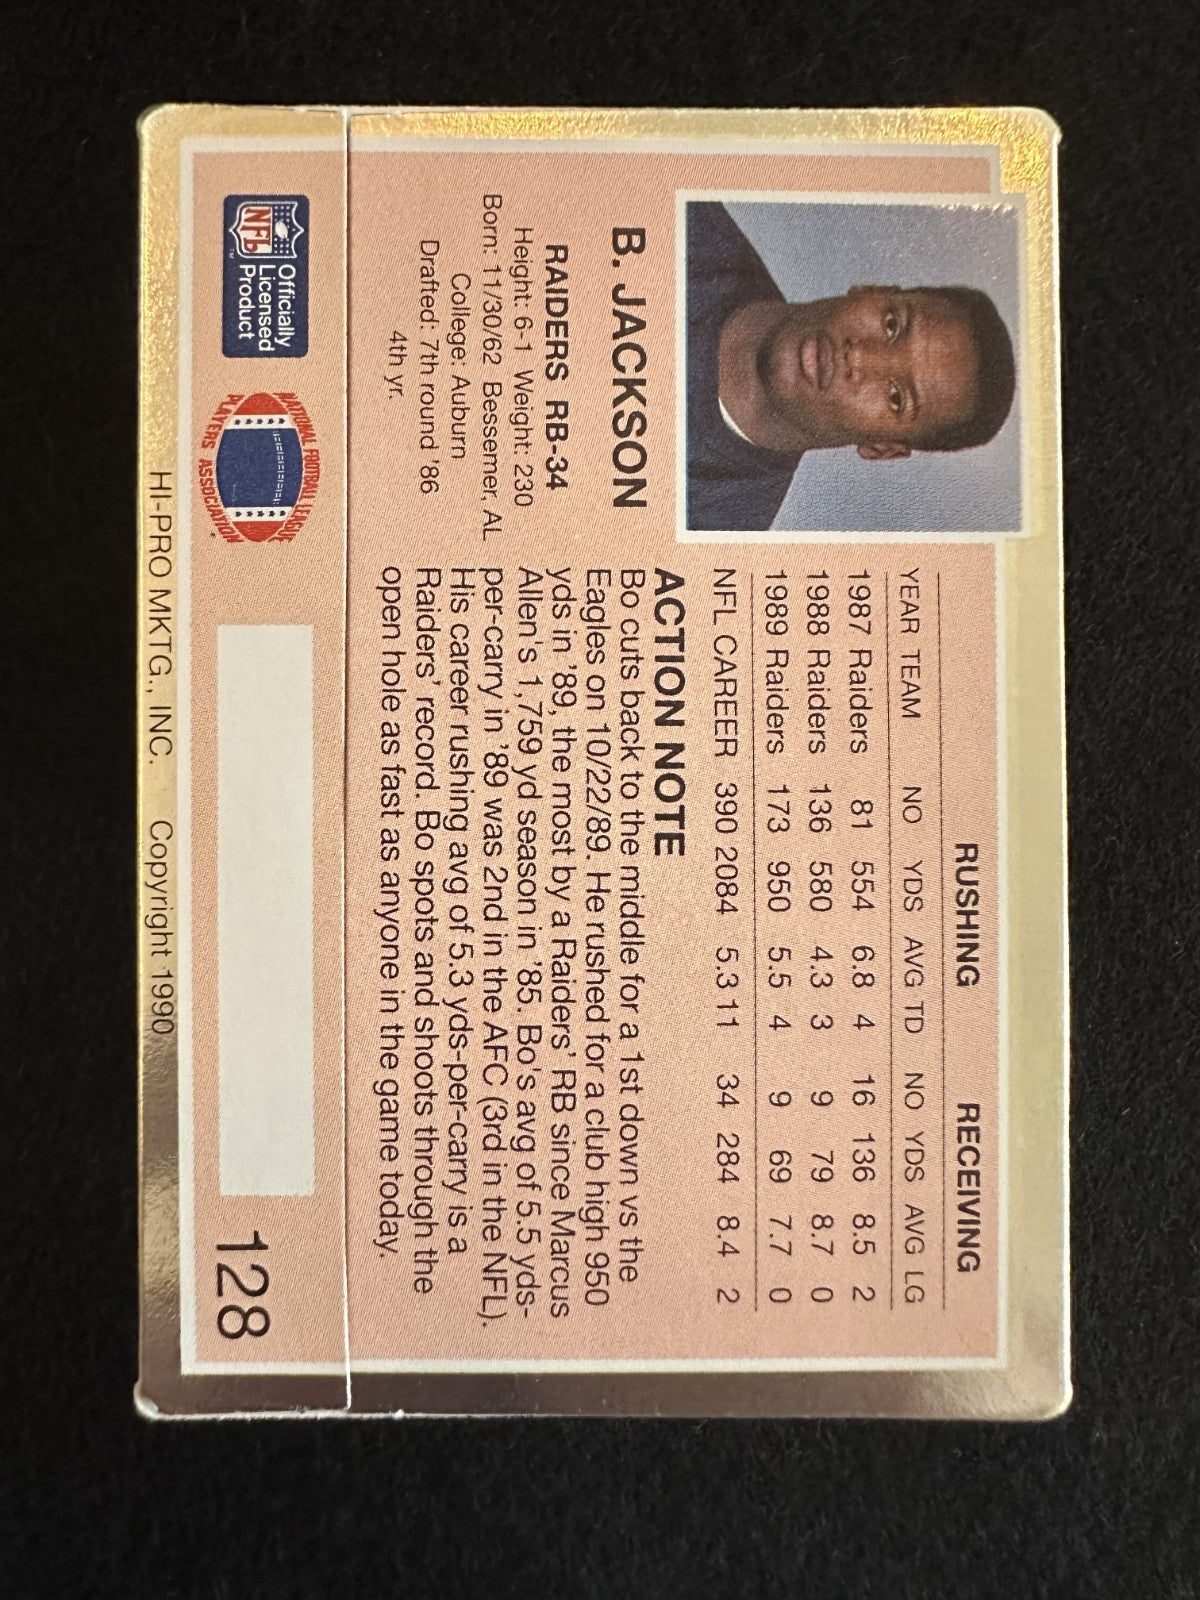 RUSHING RECEIVING
YEAR TEAM NO YDS AVG TD NO YDS AVG LG
1987 Raiders 81 554 6.8 4 16 136 8.5 2
1988 Raiders 136 580 4.3 3 9 79 8.7 0
1989 Raiders 173 950 5.5 4 9 69 7.7 0
NFL CAREER 390 2084 5.3 11 34 284 8.4 2
B. JACKSON
RAIDERS RB-34
Height: 6-1 Weight: 230
Born: 11/30/62 Bessemer, AL
College: Auburn
Drafted: 7th round '86
4th yr.
ACTION NOTE
Bo cuts back to the middle for a 1st down vs the
Eagles on 10/22/89. He rushed for a club high 950
yds in '89, the most by a Raiders' RB since Marcus
Allen's 1,759 yd season in '85. Bo's avg of 5.5 yds-
per-carry in '89 was 2nd in the AFC (3rd in the NFL).
His career rushing avg of 5.3 yds-per-carry is a
Raiders' record. Bo spots and shoots through the
open hole as fast as anyone in the game today.
NFL
TM
Officially
Licensed
Product
NATIONAL FOOTBALL LEAGUE
PLAYERS ASSOCIATION
128
HI-PRO MKTG., INC. Copyright 1990